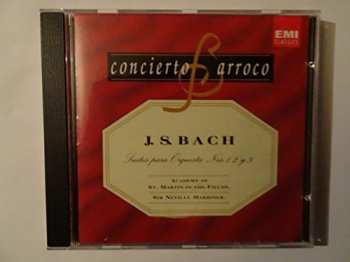 EMI
CLASSICS
concierto Barroco
J. S. BACH
Suites para Orquesta Nos. 1, 2 y 3
ACADEMY OF
ST. MARTIN-IN-THE-FIELDS.
SIR NEVILLE MARRINER.